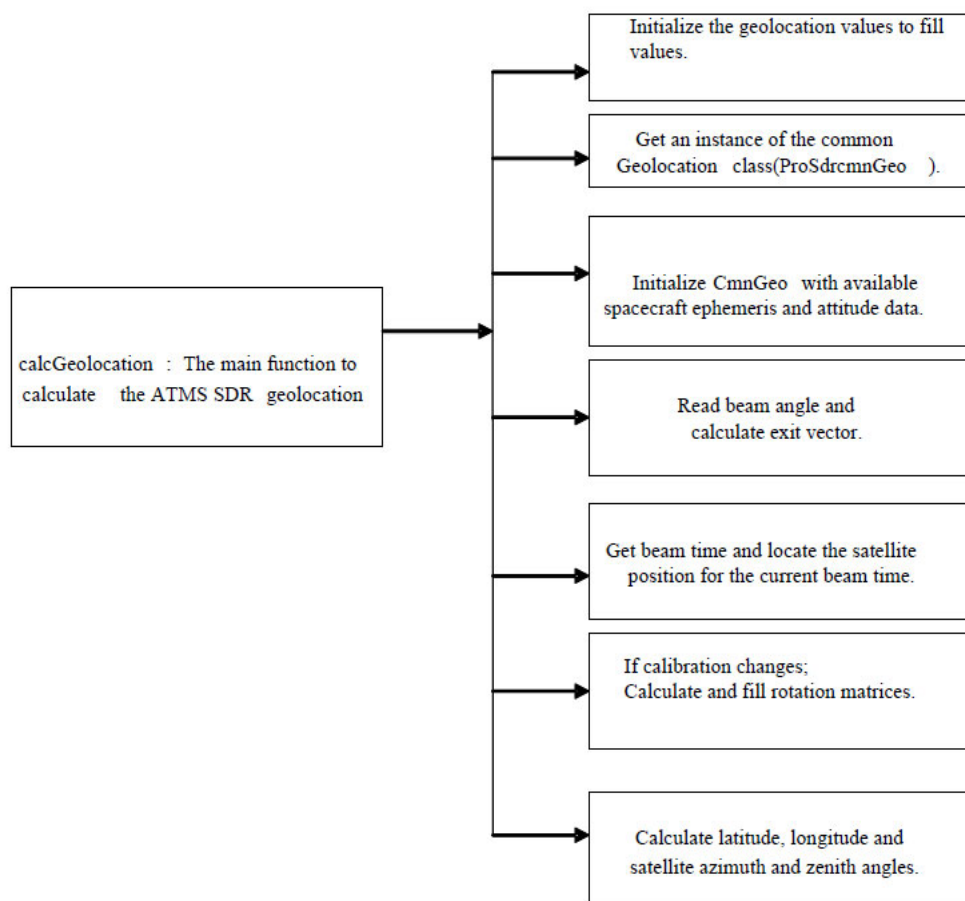 Initialize the geolocation values to fill
values.
Get an instance of the common
Geolocation class(ProSdrcmnGeo ).
Initialize CmnGeo with available
spacecraft ephemeris and attitude data.
calcGeolocation : The main function to
calculate the ATMS SDR geolocation
Read beam angle and
calculate exit vector.
Get beam time and locate the satellite
position for the current beam time.
If calibration changes;
Calculate and fill rotation matrices.
Calculate latitude, longitude and
satellite azimuth and zenith angles.